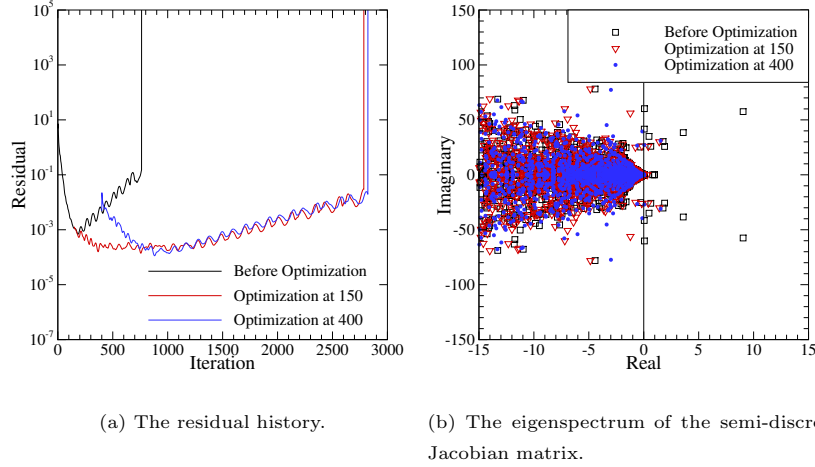 10^5
10^3
10^1
10^-1
10^-3
10^-5
10^-7
Residual
0 500 1000 1500 2000 2500 3000
Iteration
Before Optimization
Optimization at 150
Optimization at 400
150
100
50
0
-50
-100
-150
Imaginary
-15 -10 -5 0 5 10 15
Real
Before Optimization
Optimization at 150
Optimization at 400
(a) The residual history.
(b) The eigenspectrum of the semi-discre
Jacobian matrix.